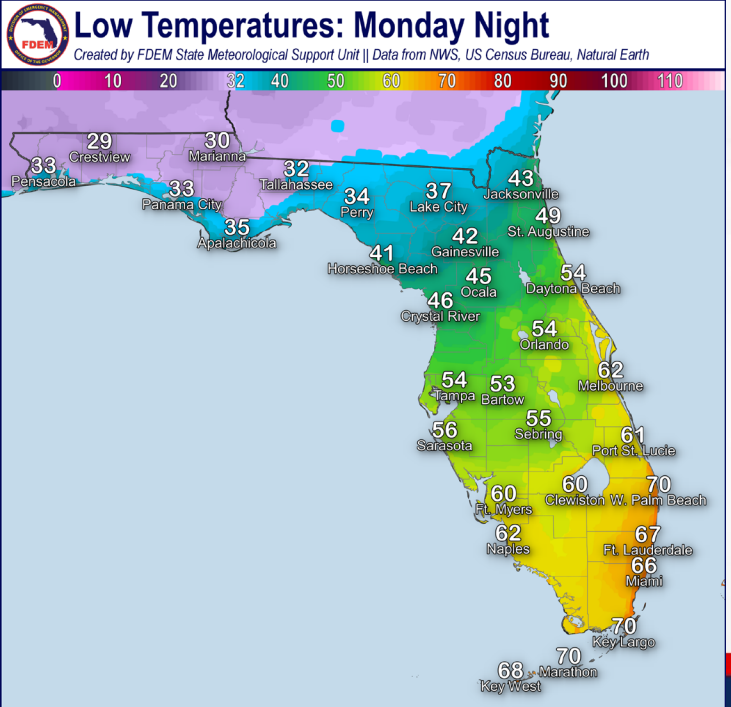 Low Temperatures: Monday Night
Created by FDEM State Meteorological Support Unit || Data from NWS, US Census Bureau, Natural Earth
FDEM
0 10 20 32 40 50 60 70 80 90 100 110
29
Crestview
30
Marianna
33
Pensacola
32
Tallahassee
33
Panama City
34
Perry
37
Lake City
43
Jacksonville
35
Apalachicola
49
St. Augustine
42
Gainesville
41
Horseshoe Beach
45
Ocala
54
Daytona Beach
46
Crystal River
54
Orlando
62
Melbourne
54
Tampa
53
Bartow
56
Sarasota
55
Sebring
61
Port St. Lucie
60
Ft. Myers
60
Clewiston
70
W. Palm Beach
62
Naples
67
Ft. Lauderdale
66
Miami
70
Key Largo
70
Marathon
68
Key West